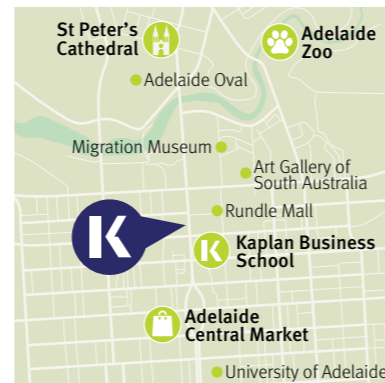 St Peter's
Cathedral
Adelaide
Zoo
Adelaide Oval
Migration Museum
Art Gallery of
South Australia
Rundle Mall
K
K
Kaplan Business
School
Adelaide
Central Market
University of Adelaide